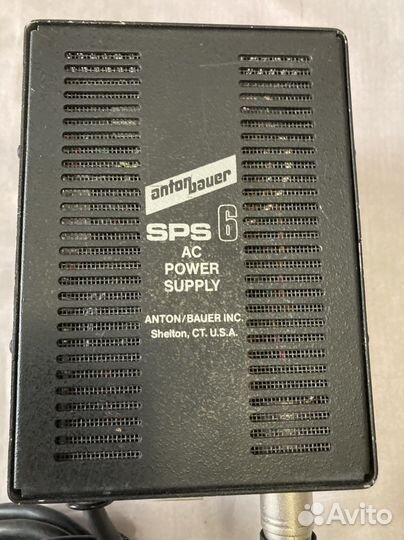 anton bauer
SPS 6
AC
POWER
SUPPLY
ANTON/BAUER INC.
Shelton, CT. U.S.A.
Avito